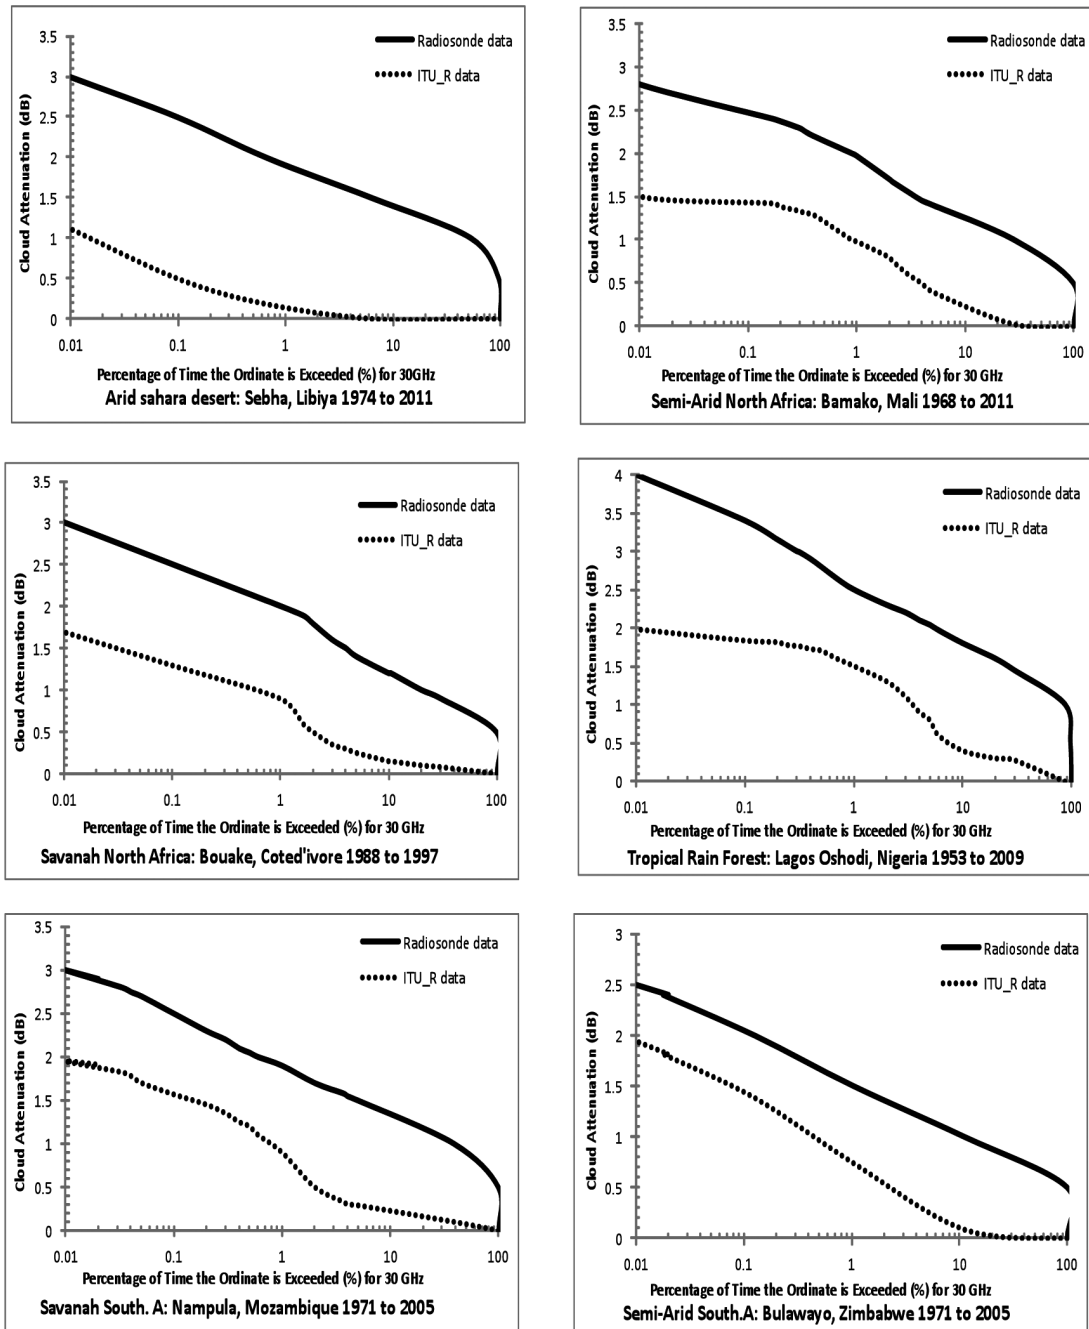 3.5
Radiosonde data
3
ITU_R data
2.5
2
1.5
1
0.5
0
Cloud Attenuation (dB)
0.01 0.1 1 10 100
Percentage of Time the Ordinate is Exceeded (%) for 30GHz
Arid sahara desert: Sebha, Libiya 1974 to 2011
3.5
Radiosonde data
3
ITU_R data
2.5
2
1.5
1
0.5
0
Cloud Attenuation (dB)
0.01 0.1 1 10 100
Percentage of Time the Ordinate is Exceeded (%) for 30 GHz
Semi-Arid North Africa: Bamako, Mali 1968 to 2011
3.5
Radiosonde data
3
ITU_R data
2.5
2
1.5
1
0.5
0
Cloud Attenuation (dB)
0.01 0.1 1 10 100
Percentage of Time the Ordinate is Exceeded (%) for 30 GHz
Savanah North Africa: Bouake, Coted'ivore 1988 to 1997
4
Radiosonde data
3.5
ITU_R data
3
2.5
2
1.5
1
0.5
0
Cloud Attenuation (dB)
0.01 0.1 1 10 100
Percentage of Time the Ordinate is Exceeded (%) for 30 GHz
Tropical Rain Forest: Lagos Oshodi, Nigeria 1953 to 2009
3.5
Radiosonde data
3
ITU_R data
2.5
2
1.5
1
0.5
0
Cloud Attenuation (dB)
0.01 0.1 1 10 100
Percentage of Time the Ordinate is Exceeded (%) for 30 GHz
Savanah South. A: Nampula, Mozambique 1971 to 2005
3
Radiosonde data
2.5
ITU_R data
2
1.5
1
0.5
0
Cloud Attenuation (dB)
0.01 0.1 1 10 100
Percentage of Time the Ordinate is Exceeded (%) for 30 GHz
Semi-Arid South.A: Bulawayo, Zimbabwe 1971 to 2005